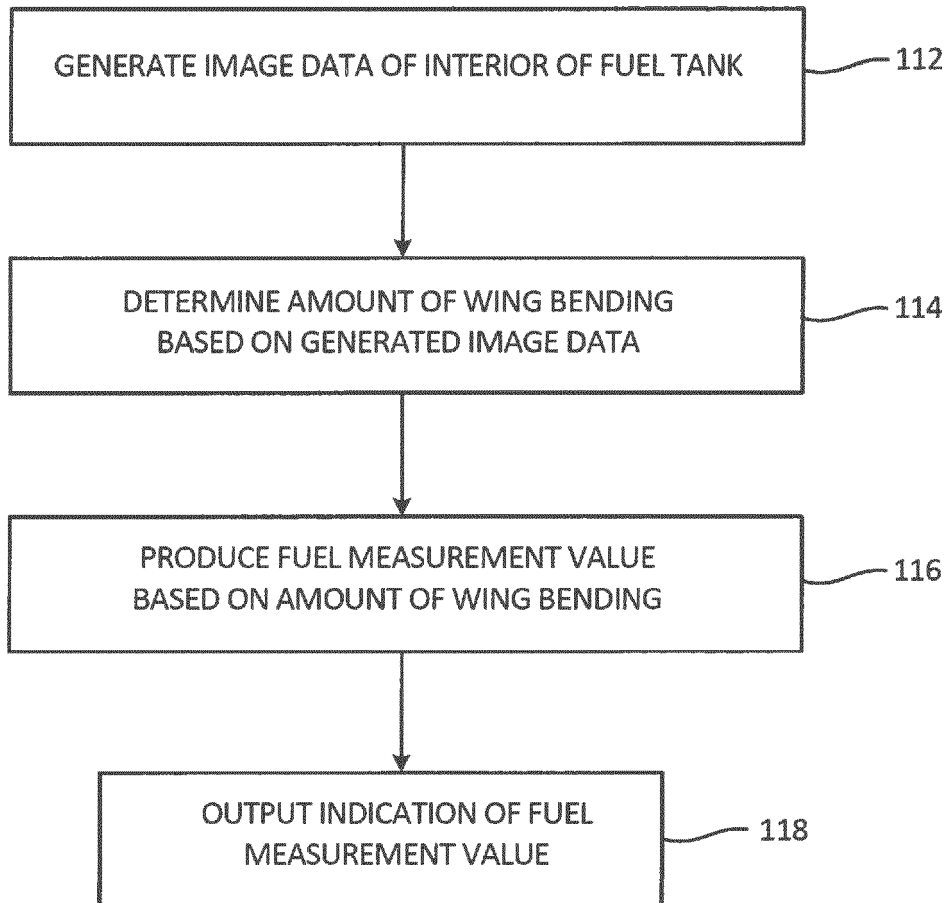 GENERATE IMAGE DATA OF INTERIOR OF FUEL TANK
112
DETERMINE AMOUNT OF WING BENDING
BASED ON GENERATED IMAGE DATA
114
PRODUCE FUEL MEASUREMENT VALUE
BASED ON AMOUNT OF WING BENDING
116
OUTPUT INDICATION OF FUEL
MEASUREMENT VALUE
118